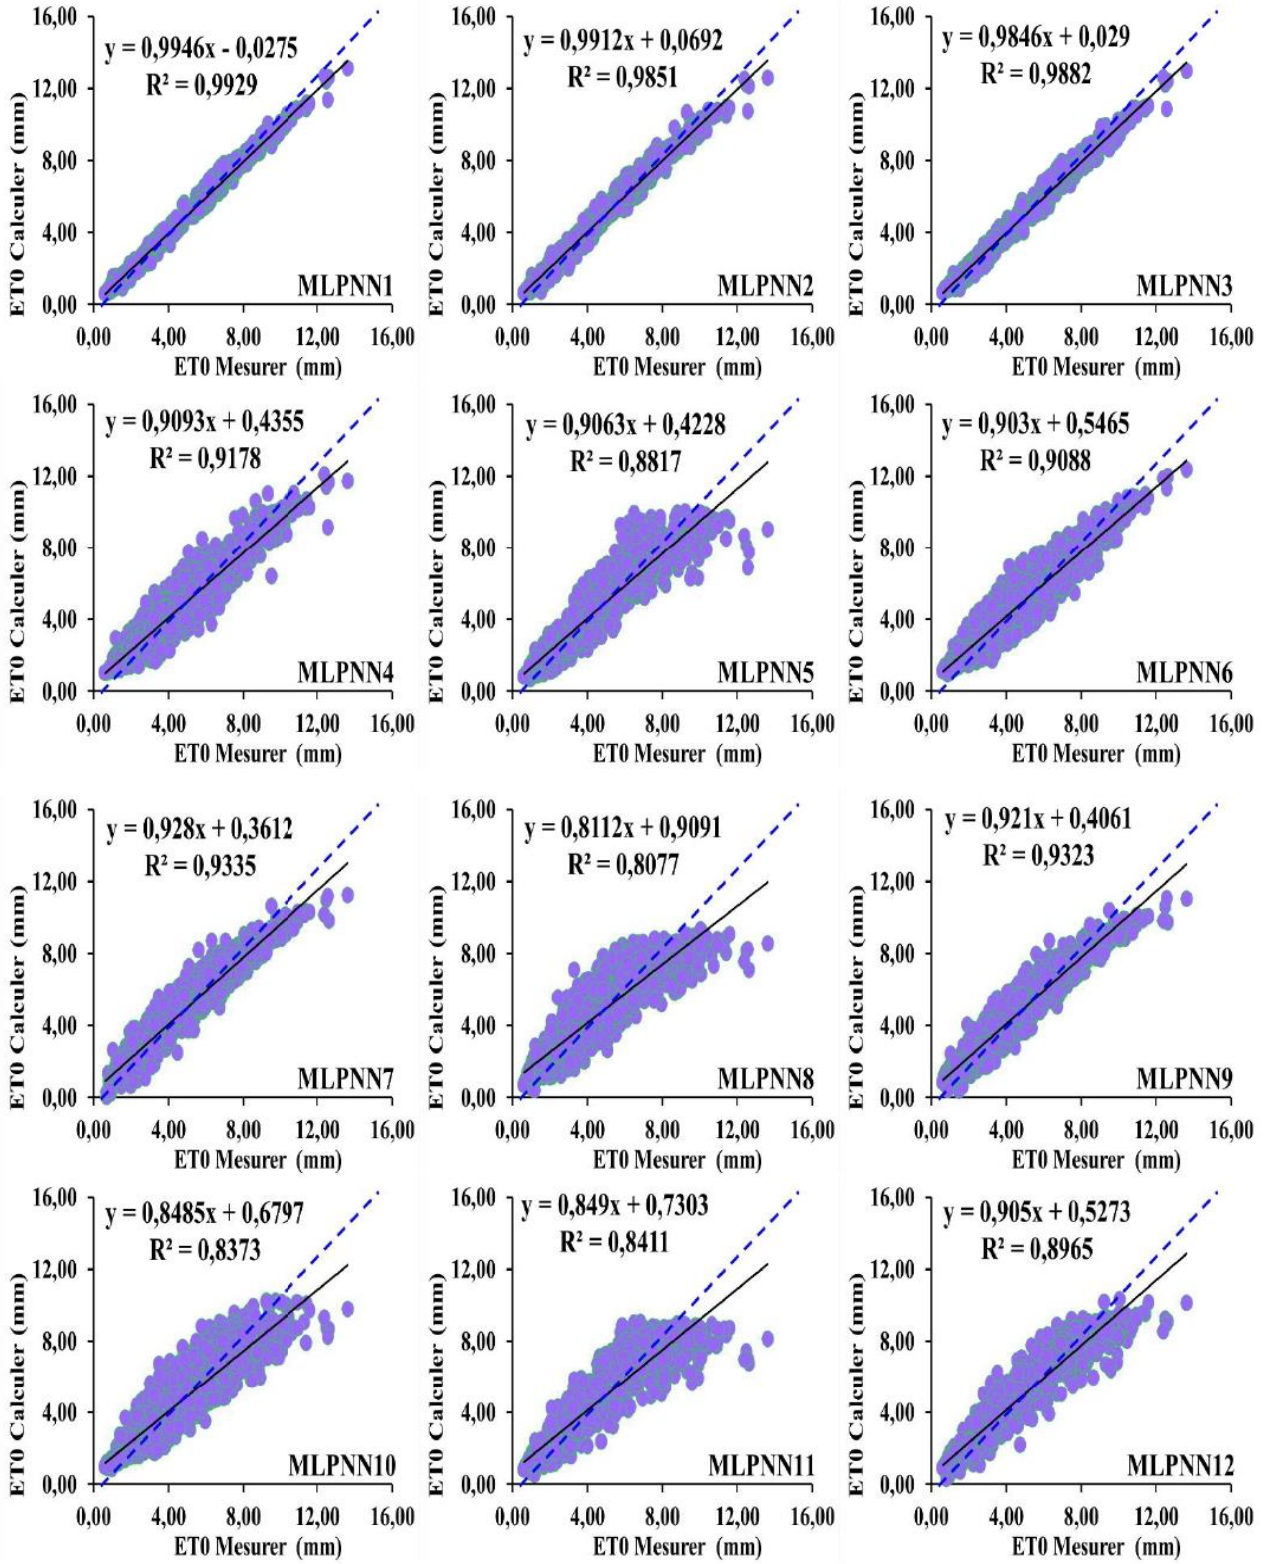 16,00
y = 0,9946x - 0,0275
R² = 0,9929
12,00
8,00
4,00
0,00
ET0 Calculer (mm)
MLPNN1
0,00 4,00 8,00 12,00 16,00
ET0 Mesurer (mm)
16,00
y = 0,9912x + 0,0692
R² = 0,9851
12,00
8,00
4,00
0,00
ET0 Calculer (mm)
MLPNN2
0,00 4,00 8,00 12,00 16,00
ET0 Mesurer (mm)
16,00
y = 0,9846x + 0,029
R² = 0,9882
12,00
8,00
4,00
0,00
ET0 Calculer (mm)
MLPNN3
0,00 4,00 8,00 12,00 16,00
ET0 Mesurer (mm)
16,00
y = 0,9093x + 0,4355
R² = 0,9178
12,00
8,00
4,00
0,00
ET0 Calculer (mm)
MLPNN4
0,00 4,00 8,00 12,00 16,00
ET0 Mesurer (mm)
16,00
y = 0,9063x + 0,4228
R² = 0,8817
12,00
8,00
4,00
0,00
ET0 Calculer (mm)
MLPNN5
0,00 4,00 8,00 12,00 16,00
ET0 Mesurer (mm)
16,00
y = 0,903x + 0,5465
R² = 0,9088
12,00
8,00
4,00
0,00
ET0 Calculer (mm)
MLPNN6
0,00 4,00 8,00 12,00 16,00
ET0 Mesurer (mm)
16,00
y = 0,928x + 0,3612
R² = 0,9335
12,00
8,00
4,00
0,00
ET0 Calculer (mm)
MLPNN7
0,00 4,00 8,00 12,00 16,00
ET0 Mesurer (mm)
16,00
y = 0,8112x + 0,9091
R² = 0,8077
12,00
8,00
4,00
0,00
ET0 Calculer (mm)
MLPNN8
0,00 4,00 8,00 12,00 16,00
ET0 Mesurer (mm)
16,00
y = 0,921x + 0,4061
R² = 0,9323
12,00
8,00
4,00
0,00
ET0 Calculer (mm)
MLPNN9
0,00 4,00 8,00 12,00 16,00
ET0 Mesurer (mm)
16,00
y = 0,8485x + 0,6797
R² = 0,8373
12,00
8,00
4,00
0,00
ET0 Calculer (mm)
MLPNN10
0,00 4,00 8,00 12,00 16,00
ET0 Mesurer (mm)
16,00
y = 0,849x + 0,7303
R² = 0,8411
12,00
8,00
4,00
0,00
ET0 Calculer (mm)
MLPNN11
0,00 4,00 8,00 12,00 16,00
ET0 Mesurer (mm)
16,00
y = 0,905x + 0,5273
R² = 0,8965
12,00
8,00
4,00
0,00
ET0 Calculer (mm)
MLPNN12
0,00 4,00 8,00 12,00 16,00
ET0 Mesurer (mm)